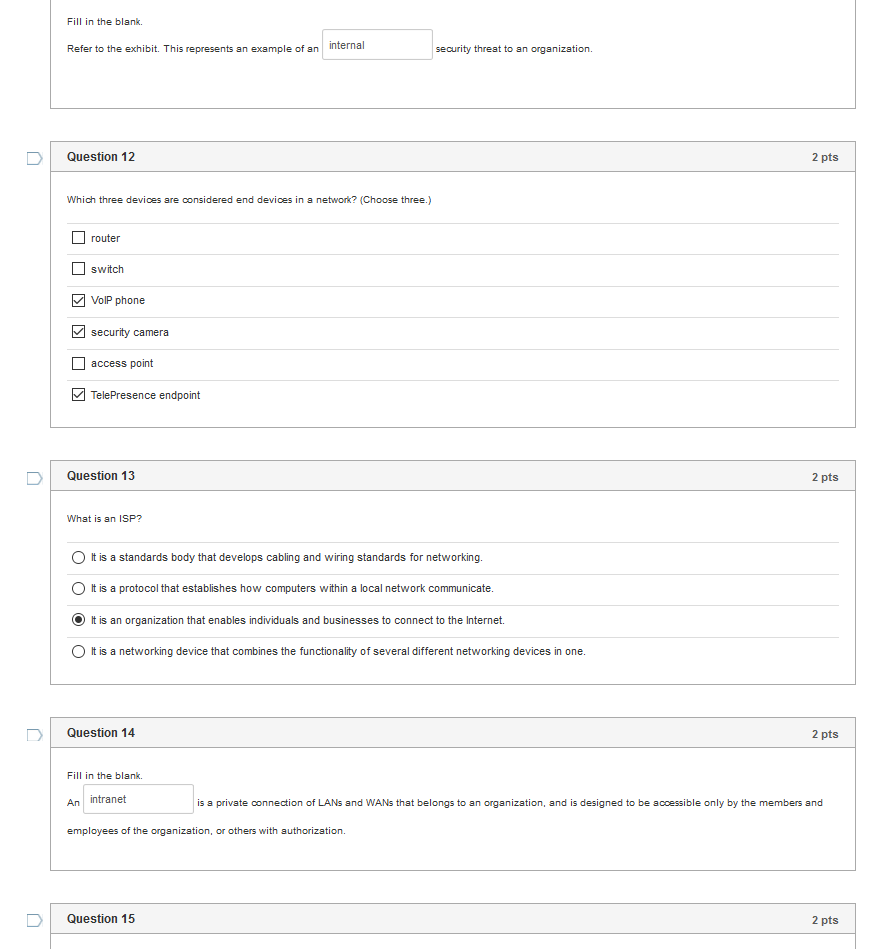 Fill in the blank.
Refer to the exhibit. This represents an example of an internal security threat to an organization.
Question 12 2 pts
Which three devices are considered end devices in a network? (Choose three.)
router
switch
VoIP phone
security camera
access point
TelePresence endpoint
Question 13 2 pts
What is an ISP?
It is a standards body that develops cabling and wiring standards for networking.
It is a protocol that establishes how computers within a local network communicate.
It is an organization that enables individuals and businesses to connect to the Internet.
It is a networking device that combines the functionality of several different networking devices in one.
Question 14 2 pts
Fill in the blank.
An intranet is a private connection of LANs and WANs that belongs to an organization, and is designed to be accessible only by the members and
employees of the organization, or others with authorization.
Question 15 2 pts